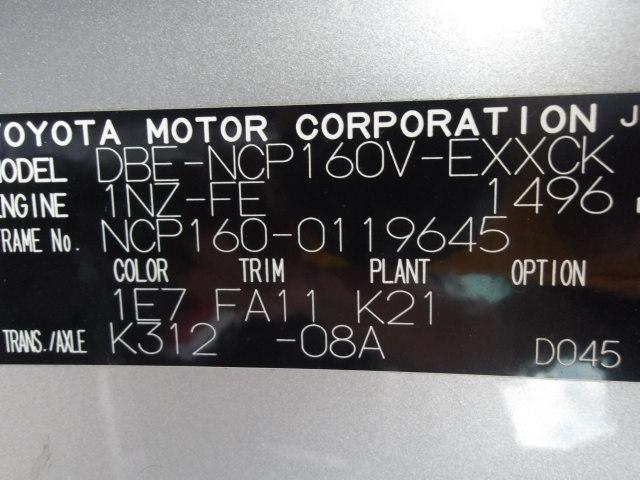 TOYOTA MOTOR CORPORATION J
MODEL DBE-NCP160V-EXXCK
ENGINE 1NZ-FE 1496
FRAME No. NCP160-0119645
COLOR TRIM PLANT OPTION
1E7 FA11 K21
TRANS./AXLE K312 -08A D045